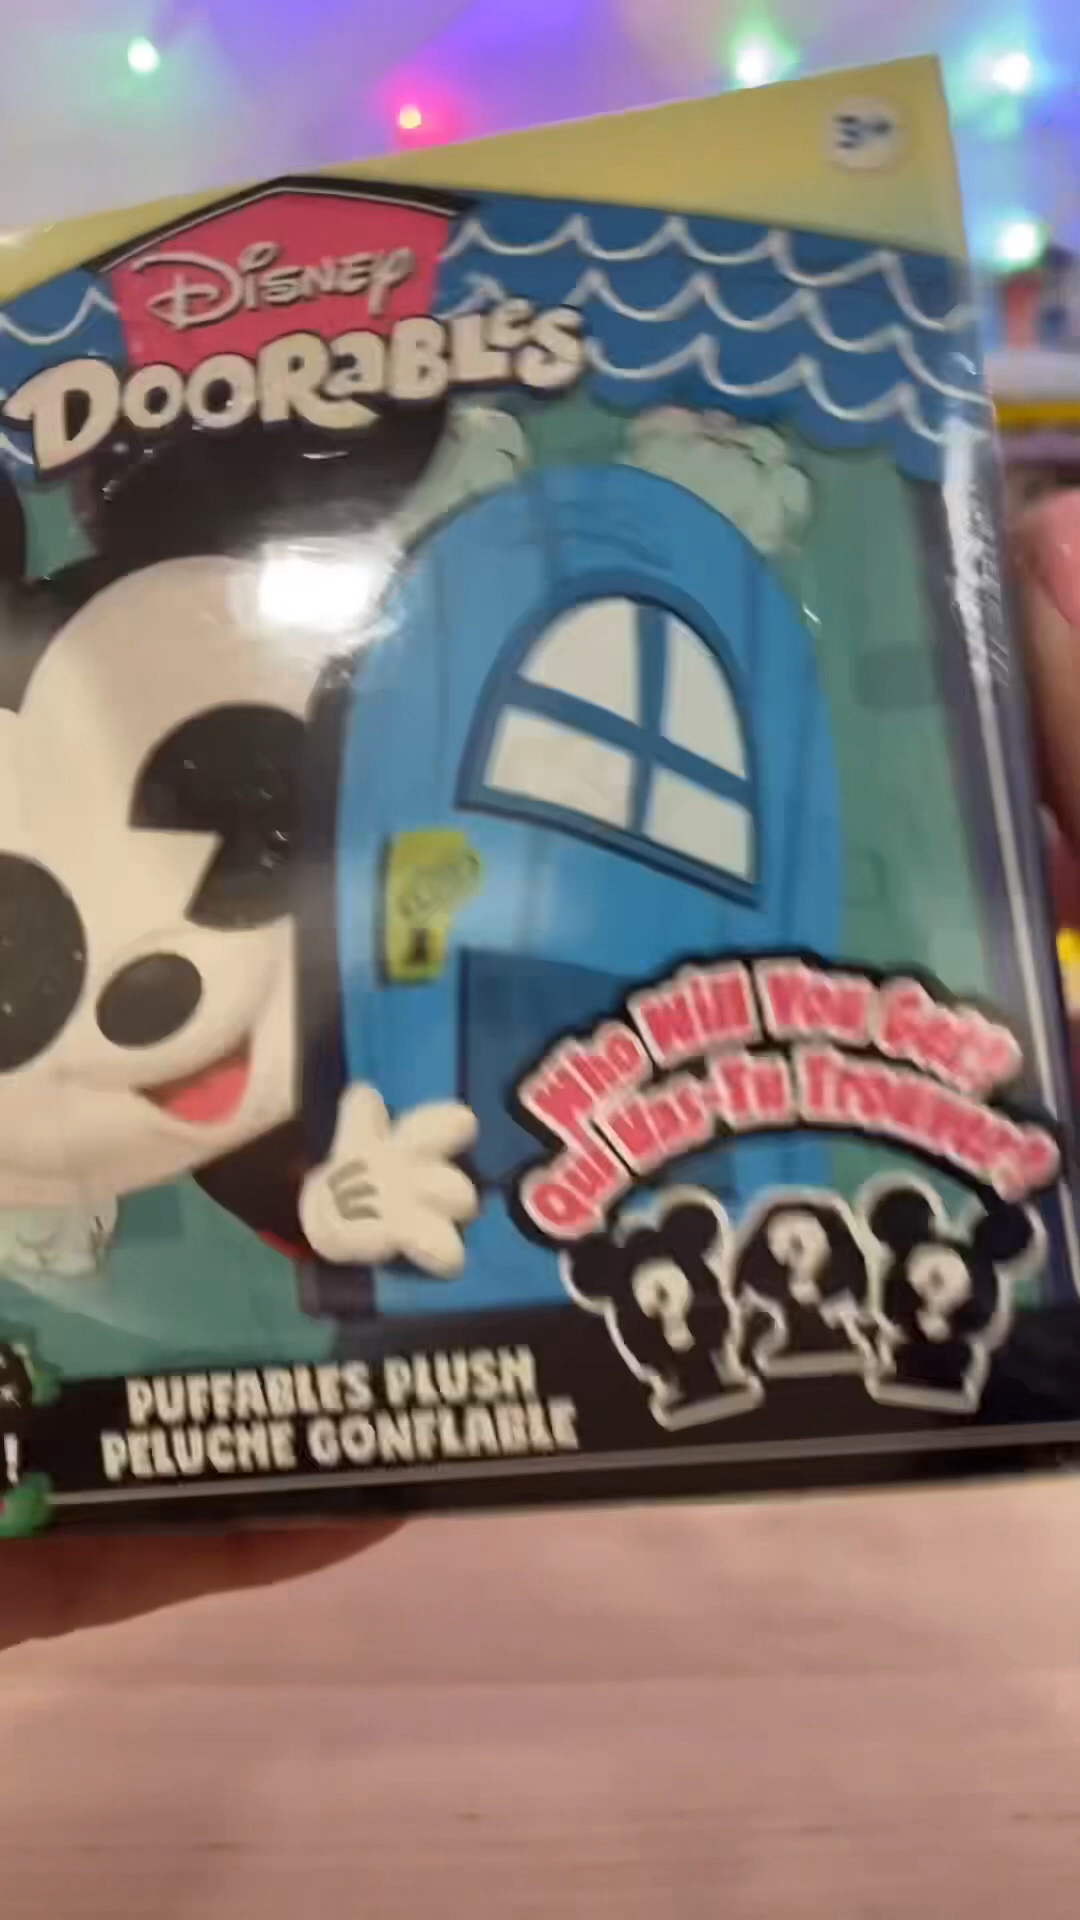 3+
Disney
DOORaBLes
Who Will You Get?
Qui Vas-Tu Trouver?
? ? ?
!
PUFFABLES PLUSH
PELUCHE GONFLABLE